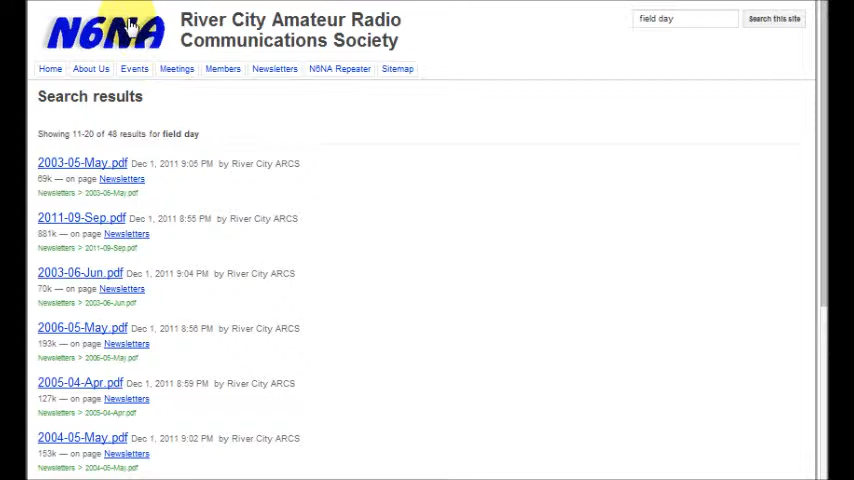 N6NA
River City Amateur Radio
Communications Society
field day
Search this site
Home
About Us
Events
Meetings
Members
Newsletters
N6NA Repeater
Sitemap
Search results
Showing 11-20 of 48 results for field day
2003-05-May.pdf Dec 1, 2011 9:05 PM by River City ARCS
69k — on page Newsletters
Newsletters > 2003-05-May.pdf
2011-09-Sep.pdf Dec 1, 2011 8:55 PM by River City ARCS
881k — on page Newsletters
Newsletters > 2011-09-Sep.pdf
2003-06-Jun.pdf Dec 1, 2011 9:04 PM by River City ARCS
70k — on page Newsletters
Newsletters > 2003-06-Jun.pdf
2006-05-May.pdf Dec 1, 2011 8:56 PM by River City ARCS
193k — on page Newsletters
Newsletters > 2006-05-May.pdf
2005-04-Apr.pdf Dec 1, 2011 8:59 PM by River City ARCS
127k — on page Newsletters
Newsletters > 2005-04-Apr.pdf
2004-05-May.pdf Dec 1, 2011 9:02 PM by River City ARCS
153k — on page Newsletters
Newsletters > 2004-05-May.pdf